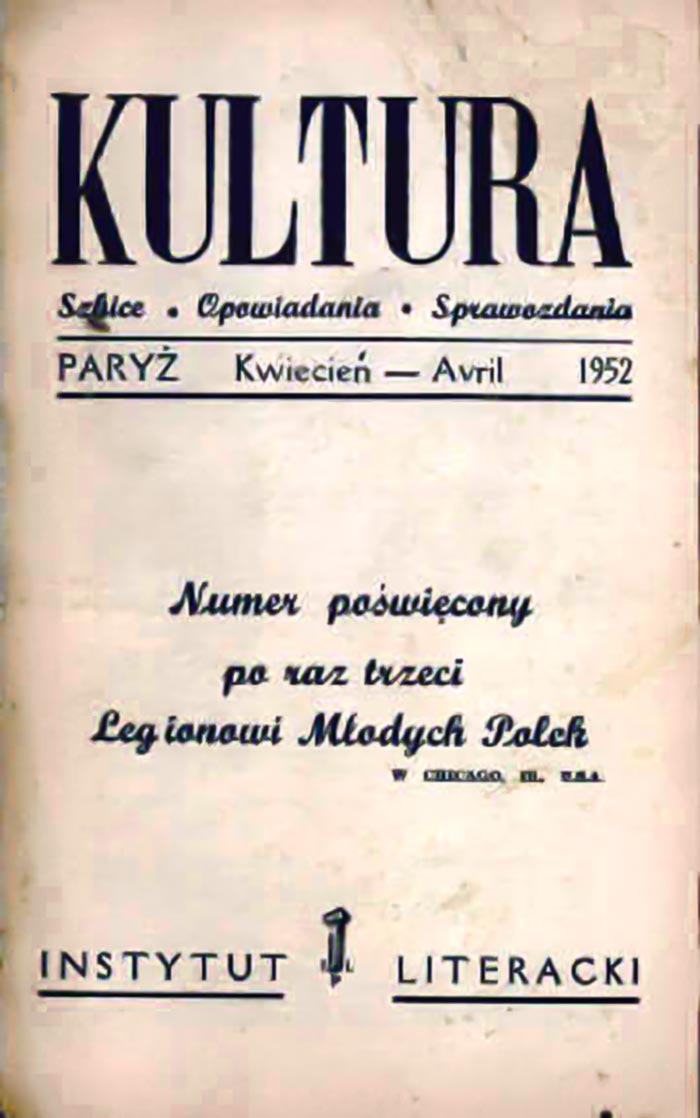 KULTURA
Szkice • Opowiadania • Sprawozdania
PARYŻ Kwiecień — Avril 1952
Numer poświęcony
po raz trzeci
Legionowi Młodych Polek
W CHICAGO, Ill. U.S.A.
INSTYTUT LITERACKI